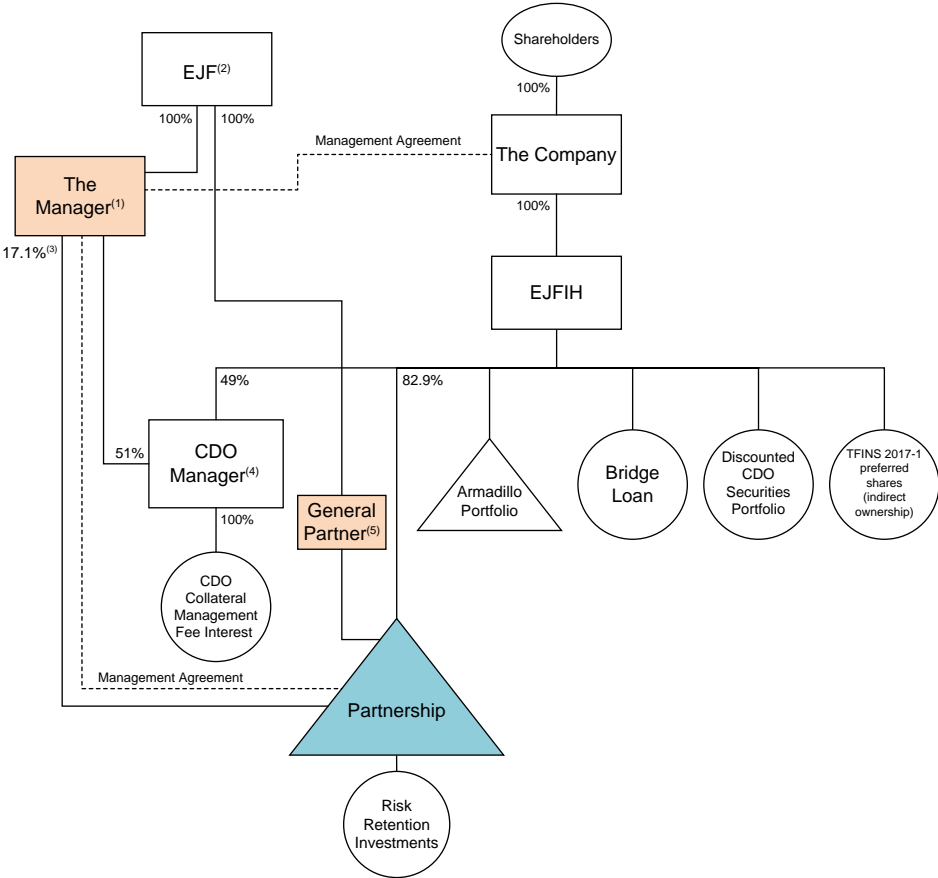 Shareholders
EJF(2)
100%
100%
100%
Management Agreement
The Company
The
Manager(1)
100%
17.1%(3)
EJFIH
49%
82.9%
51%
CDO
Manager(4)
Armadillo
Portfolio
Bridge
Loan
Discounted
CDO
Securities
Portfolio
TFINS 2017-1
preferred
shares
(indirect
ownership)
100%
General
Partner(5)
CDO
Collateral
Management
Fee Interest
Management Agreement
Partnership
Risk
Retention
Investments